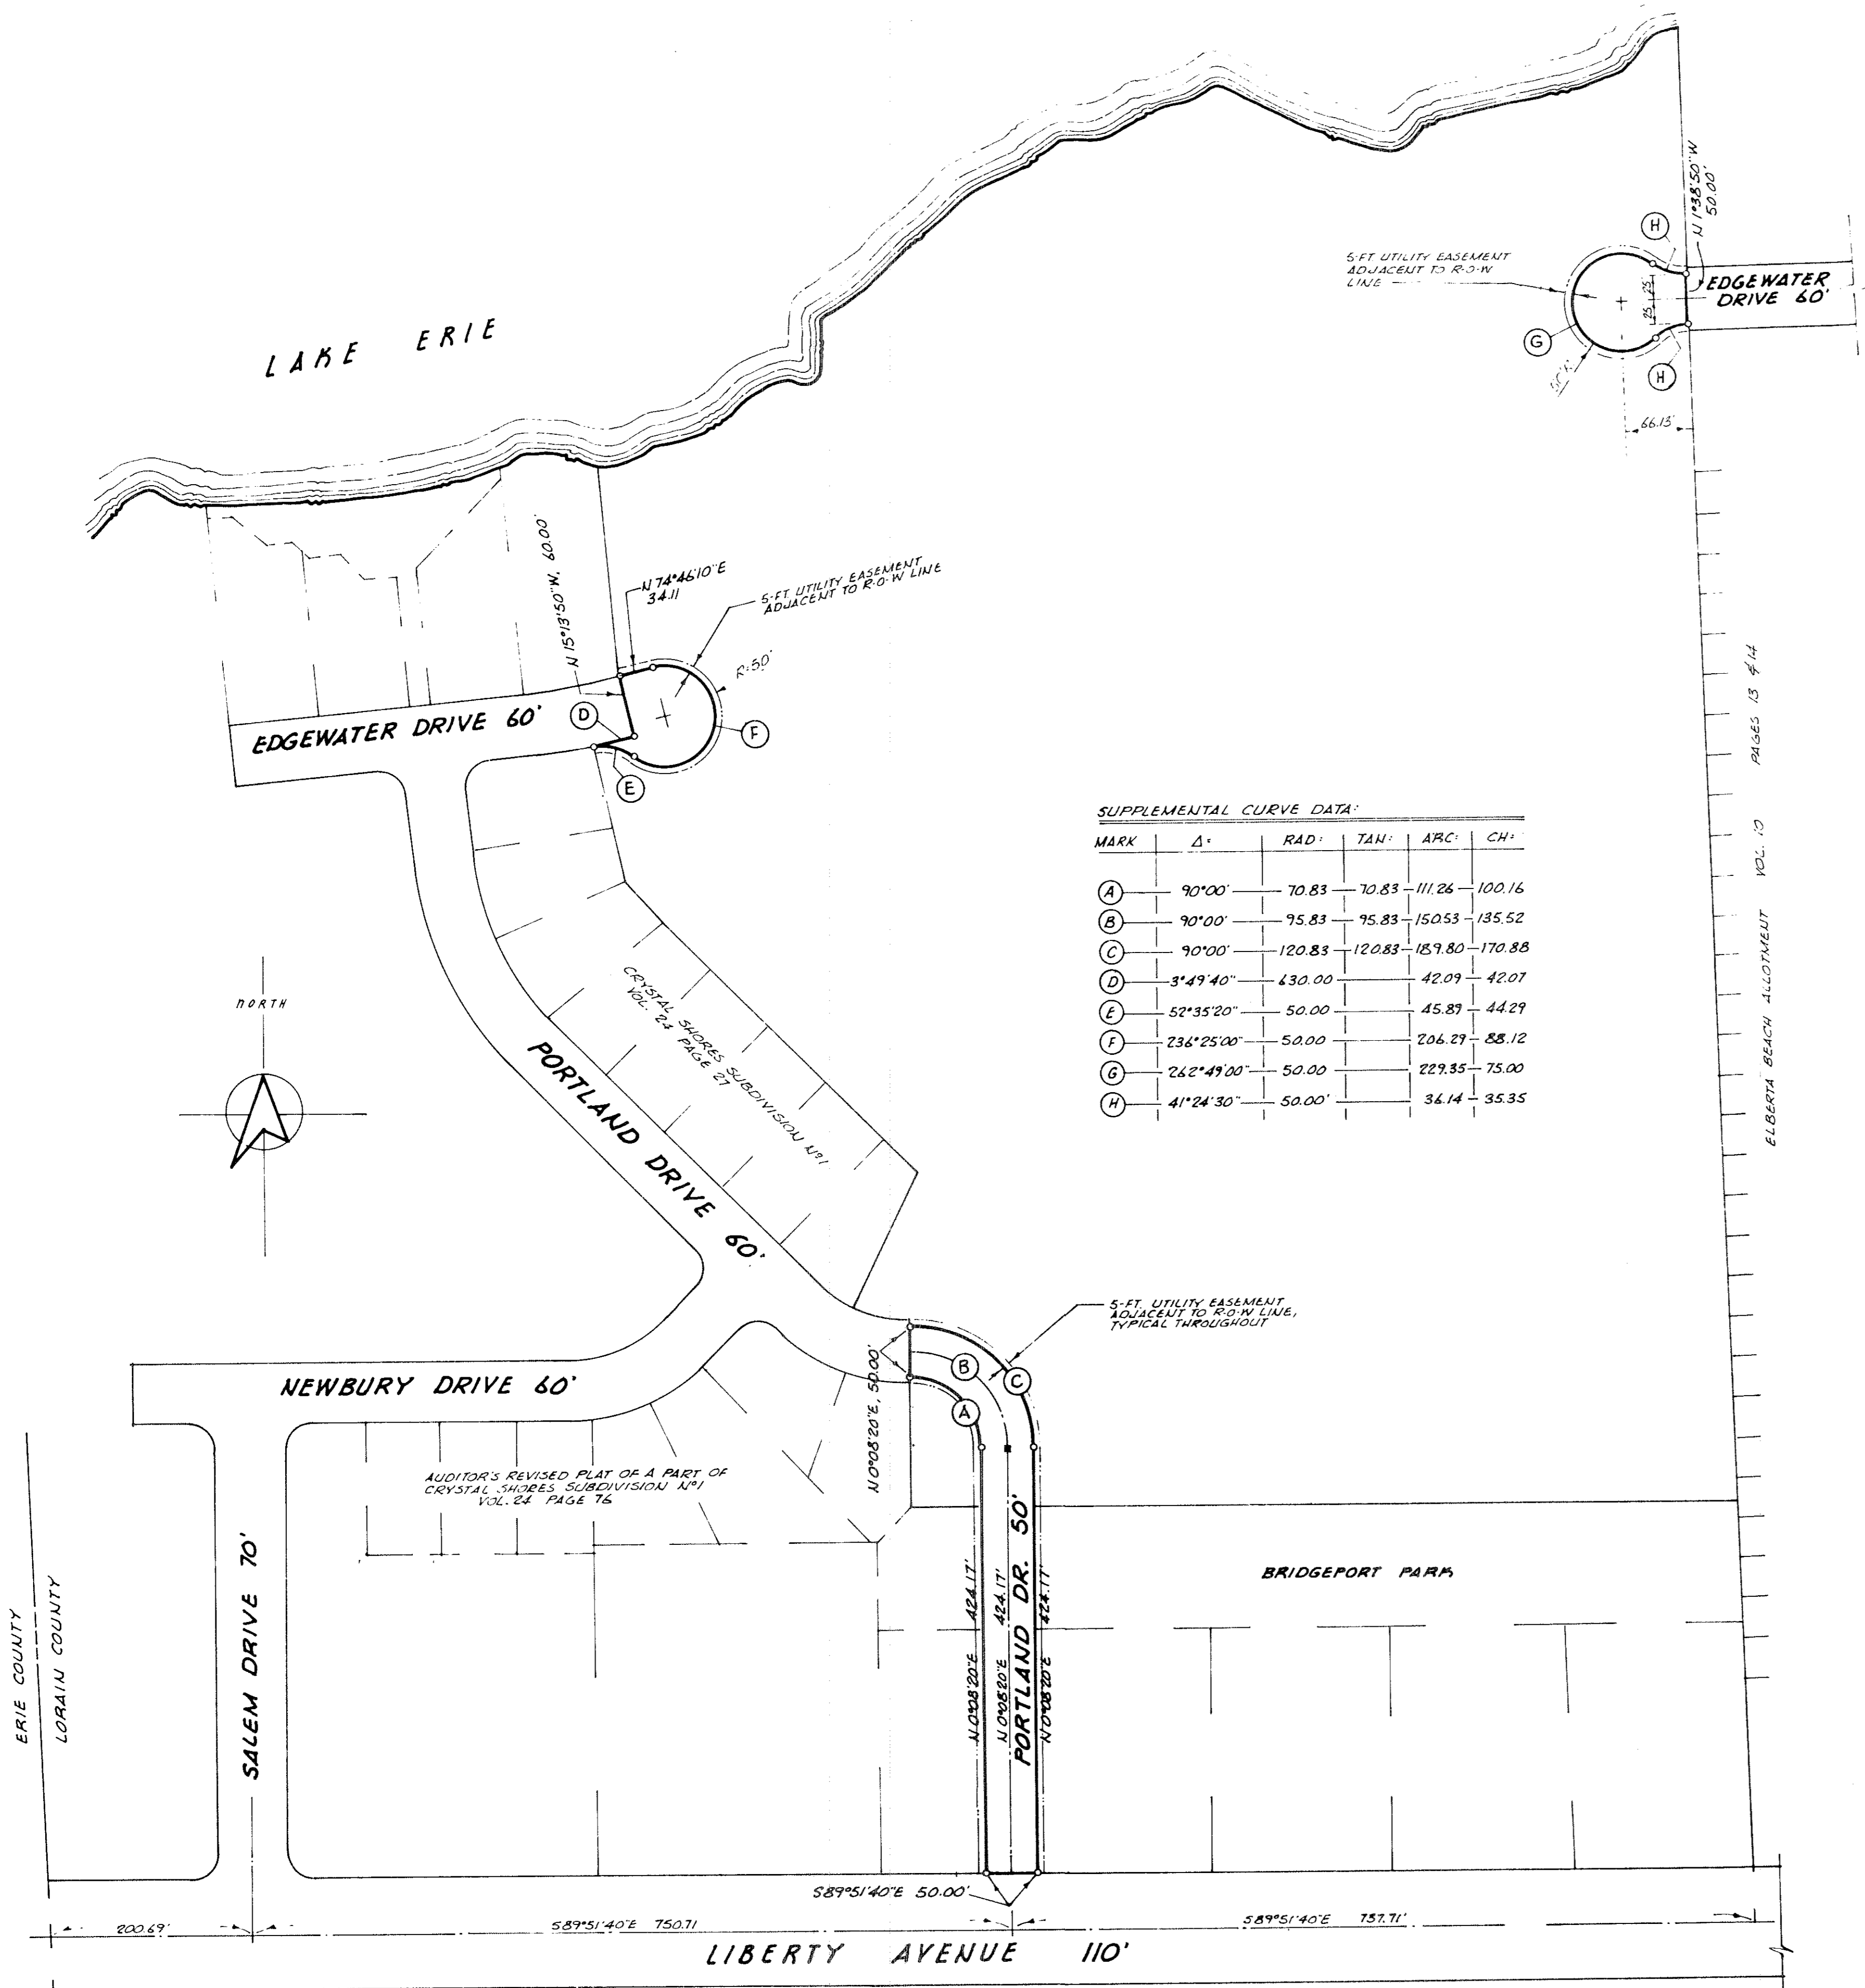 LAKE ERIE
N 1°38'50"W
50.00'
H
5-FT UTILITY EASEMENT
ADJACENT TO R-O-W
LINE
25 25
EDGEWATER
DRIVE 60'
G
H
66.13'
N 15°13'50"W, 60.00'
N 74°46'10"E
34.11
5-FT. UTILITY EASEMENT
ADJACENT TO R-O-W LINE
R=50'
EDGEWATER DRIVE 60'
D
F
E
ELBERTA BEACH ALLOTMENT VOL. 10 PAGES 13 & 14
SUPPLEMENTAL CURVE DATA:
MARK Δ= RAD= TAN= ARC= CH=
A 90°00' 70.83 70.83 111.26 100.16
B 90°00' 95.83 95.83 150.53 135.52
C 90°00' 120.83 120.83 189.80 170.88
D 3°49'40" 630.00 42.09 42.07
E 52°35'20" 50.00 45.89 44.29
F 236°25'00" 50.00 206.29 88.12
G 262°49'00" 50.00 229.35 75.00
H 41°24'30" 50.00' 36.14 35.35
CRYSTAL SHORES SUBDIVISION Nº1
VOL. 24 PAGE 27
NORTH
PORTLAND DRIVE 60'
5-FT. UTILITY EASEMENT
ADJACENT TO R-O-W LINE,
TYPICAL THROUGHOUT
N 0°08'20"E, 50.00'
B
C
A
NEWBURY DRIVE 60'
AUDITOR'S REVISED PLAT OF A PART OF
CRYSTAL SHORES SUBDIVISION Nº1
VOL. 24 PAGE 76
BRIDGEPORT PARK
N 0°08'20"E 424.17'
N 0°08'20"E 424.17'
PORTLAND DR. 50'
N 0°08'20"E 424.17'
SALEM DRIVE 70'
ERIE COUNTY
LORAIN COUNTY
S89°51'40"E 50.00'
200.69'
S89°51'40"E 750.71
S89°51'40"E 757.71'
LIBERTY AVENUE 110'